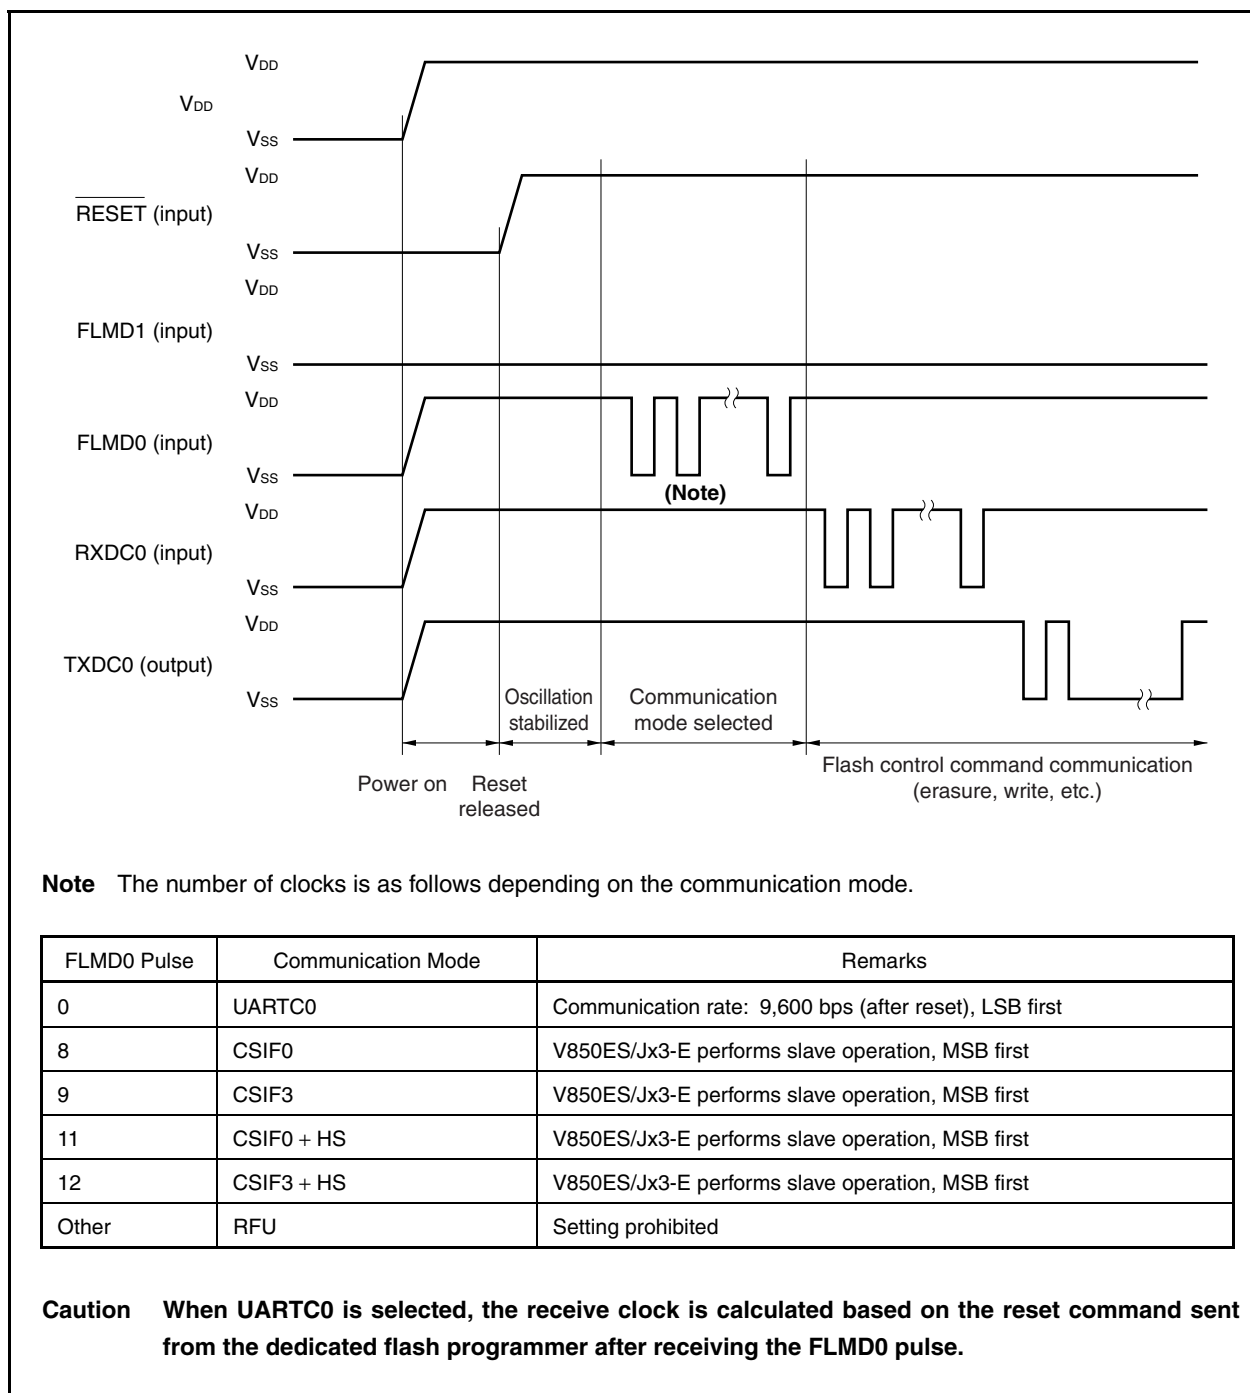 VDD
VDD
VSS
VDD
RESET (input)
VSS
VDD
FLMD1 (input)
VSS
VDD
FLMD0 (input)
VSS
(Note)
VDD
RXDC0 (input)
VSS
VDD
TXDC0 (output)
VSS
Oscillation
stabilized
Communication
mode selected
Power on
Reset
released
Flash control command communication
(erasure, write, etc.)
Note The number of clocks is as follows depending on the communication mode.
FLMD0 Pulse Communication Mode Remarks
0 UARTC0 Communication rate: 9,600 bps (after reset), LSB first
8 CSIF0 V850ES/Jx3-E performs slave operation, MSB first
9 CSIF3 V850ES/Jx3-E performs slave operation, MSB first
11 CSIF0 + HS V850ES/Jx3-E performs slave operation, MSB first
12 CSIF3 + HS V850ES/Jx3-E performs slave operation, MSB first
Other RFU Setting prohibited
Caution When UARTC0 is selected, the receive clock is calculated based on the reset command sent
from the dedicated flash programmer after receiving the FLMD0 pulse.